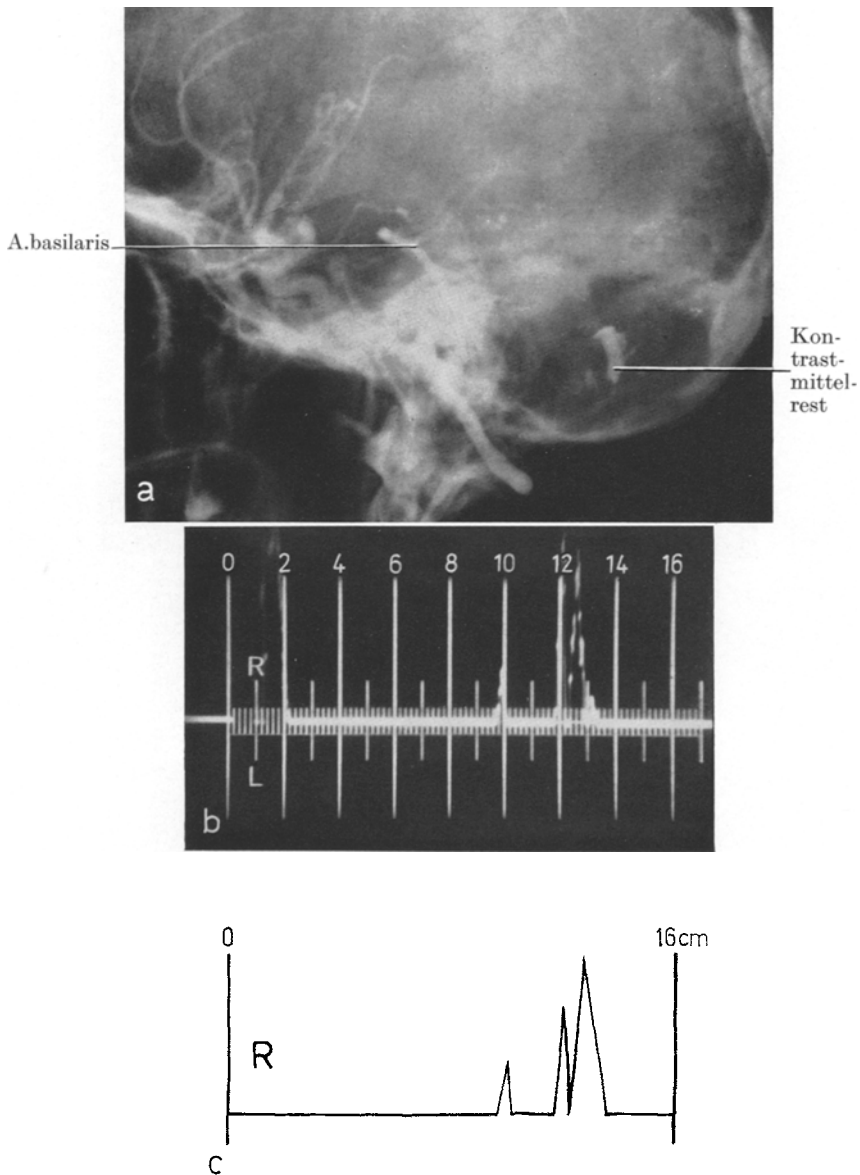 A.basilaris
Kon-
trast-
mittel-
rest
a
0 2 4 6 8 10 12 14 16
R
L
b
0 16cm
R
c